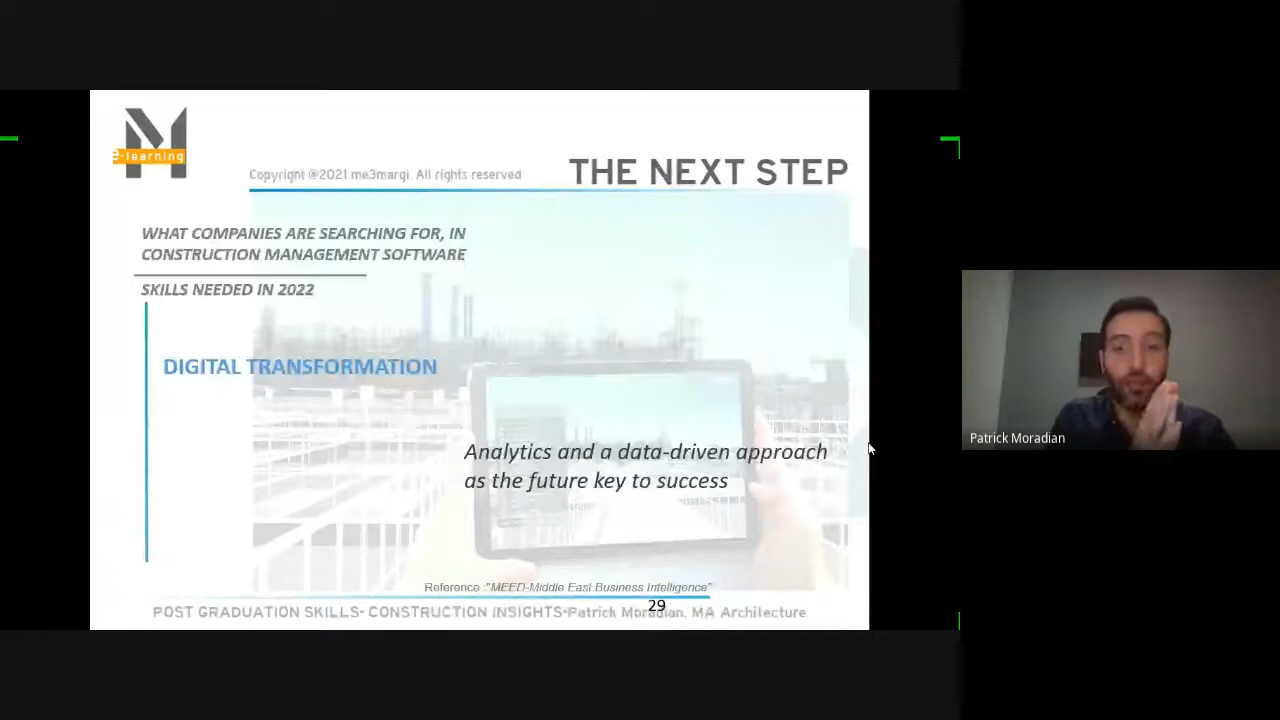 M
e-learning
Copyright @2021 me3marqi. All rights reserved
THE NEXT STEP
WHAT COMPANIES ARE SEARCHING FOR, IN
CONSTRUCTION MANAGEMENT SOFTWARE
SKILLS NEEDED IN 2022
DIGITAL TRANSFORMATION
Analytics and a data-driven approach
as the future key to success
Reference :"MEED-Middle East Business Intelligence"
29
POST GRADUATION SKILLS- CONSTRUCTION INSIGHTS-Patrick Moradian, MA Architecture
Patrick Moradian